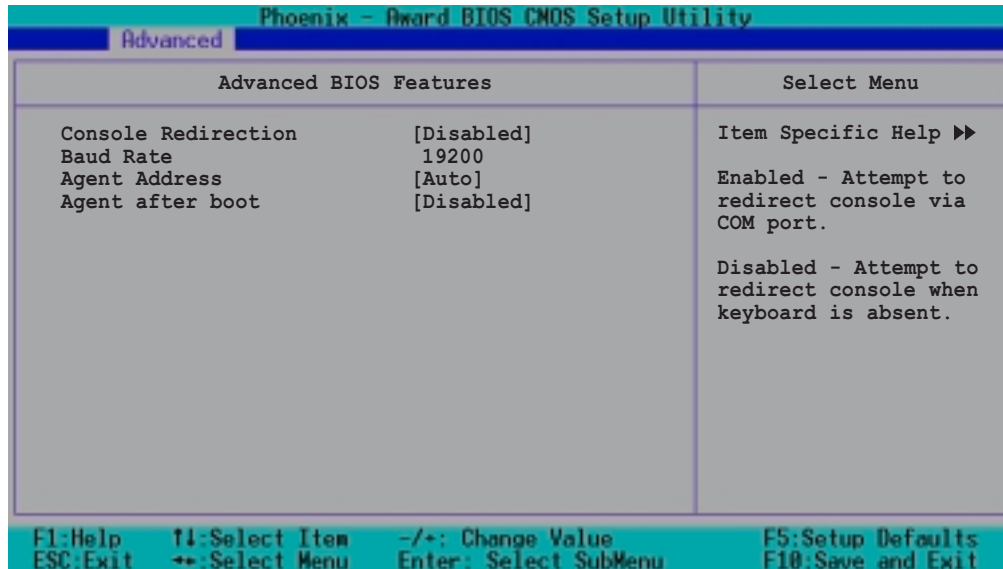 Phoenix - Award BIOS CMOS Setup Utility
Advanced
Advanced BIOS Features
Select Menu
Console Redirection [Disabled]
Baud Rate 19200
Agent Address [Auto]
Agent after boot [Disabled]
Item Specific Help ▶▶
Enabled - Attempt to
redirect console via
COM port.
Disabled - Attempt to
redirect console when
keyboard is absent.
F1:Help ↑↓:Select Item -/+: Change Value F5:Setup Defaults
ESC:Exit ←→:Select Menu Enter: Select SubMenu F10:Save and Exit